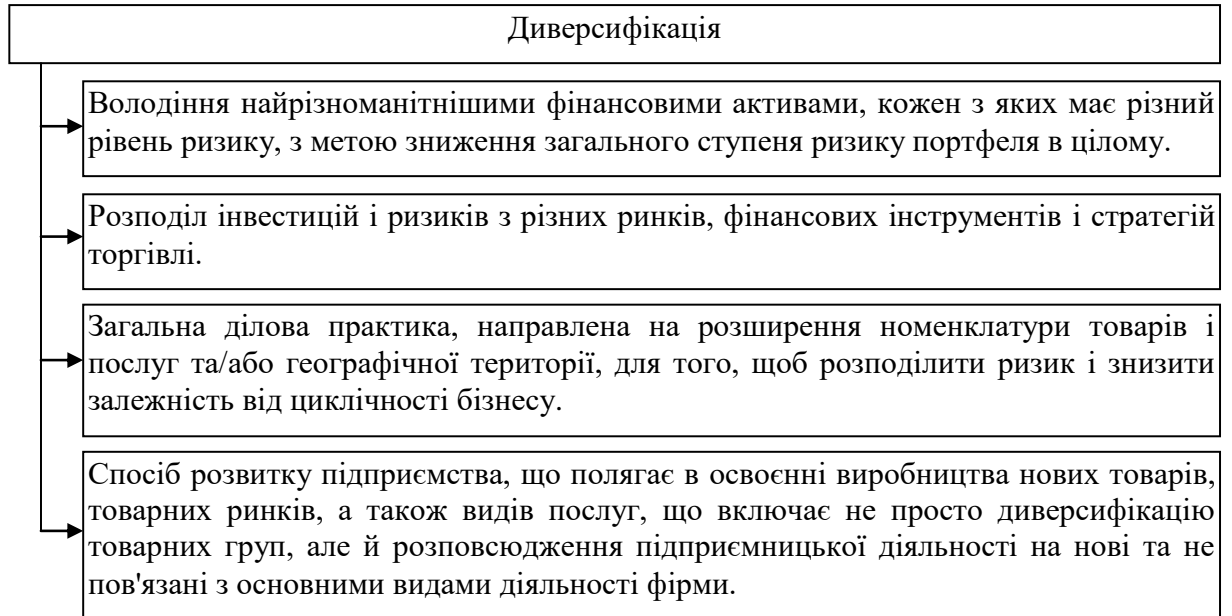 Диверсифікація
Володіння найрізноманітнішими фінансовими активами, кожен з яких має різний
рівень ризику, з метою зниження загального ступеня ризику портфеля в цілому.
Розподіл інвестицій і ризиків з різних ринків, фінансових інструментів і стратегій
торгівлі.
Загальна ділова практика, направлена на розширення номенклатури товарів і
послуг та/або географічної території, для того, щоб розподілити ризик і знизити
залежність від циклічності бізнесу.
Спосіб розвитку підприємства, що полягає в освоєнні виробництва нових товарів,
товарних ринків, а також видів послуг, що включає не просто диверсифікацію
товарних груп, але й розповсюдження підприємницької діяльності на нові та не
пов'язані з основними видами діяльності фірми.